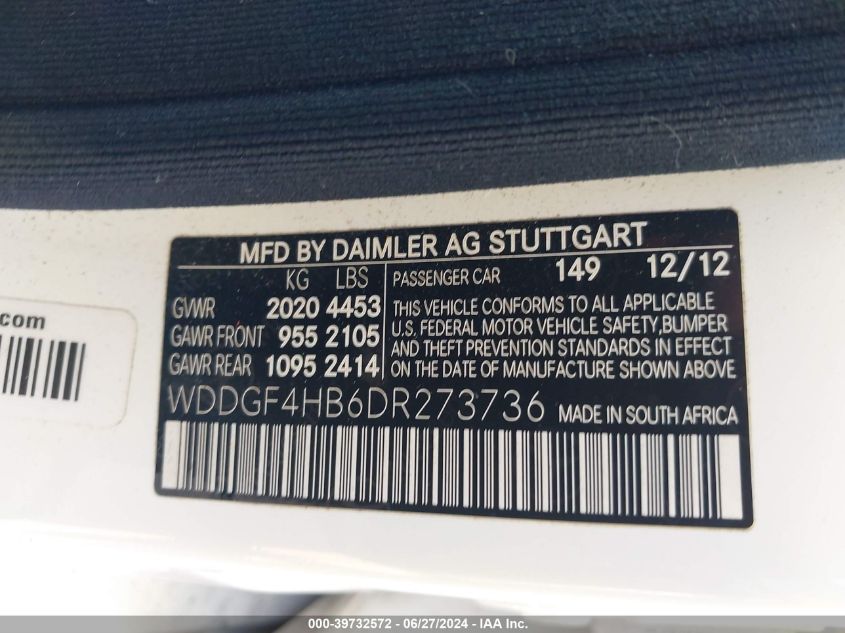 MFD BY DAIMLER AG STUTTGART
KG LBS
GVWR 2020 4453
GAWR FRONT 955 2105
GAWR REAR 1095 2414
PASSENGER CAR 149 12/12
THIS VEHICLE CONFORMS TO ALL APPLICABLE
U.S. FEDERAL MOTOR VEHICLE SAFETY,BUMPER
AND THEFT PREVENTION STANDARDS IN EFFECT
ON THE DATE OF MANUFACTURE SHOWN ABOVE
WDDGF4HB6DR273736 MADE IN SOUTH AFRICA
.com
000-39732572 / 06/27/2024 - IAA Inc.